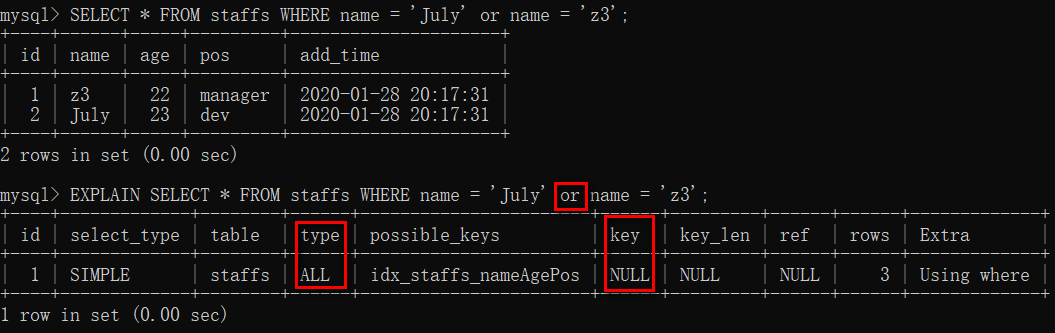 mysql> SELECT * FROM staffs WHERE name = 'July' or name = 'z3';
+----+------+-----+---------+---------------------+
| id | name | age | pos     | add_time            |
+----+------+-----+---------+---------------------+
|  1 | z3   |  22 | manager | 2020-01-28 20:17:31 |
|  2 | July |  23 | dev     | 2020-01-28 20:17:31 |
+----+------+-----+---------+---------------------+
2 rows in set (0.00 sec)
mysql> EXPLAIN SELECT * FROM staffs WHERE name = 'July' or name = 'z3';
+----+-------------+--------+------+-----------------------+------+---------+------+------+-------------+
| id | select_type | table  | type | possible_keys         | key  | key_len | ref  | rows | Extra       |
+----+-------------+--------+------+-----------------------+------+---------+------+------+-------------+
|  1 | SIMPLE      | staffs | ALL  | idx_staffs_nameAgePos | NULL | NULL    | NULL |    3 | Using where |
+----+-------------+--------+------+-----------------------+------+---------+------+------+-------------+
1 row in set (0.00 sec)